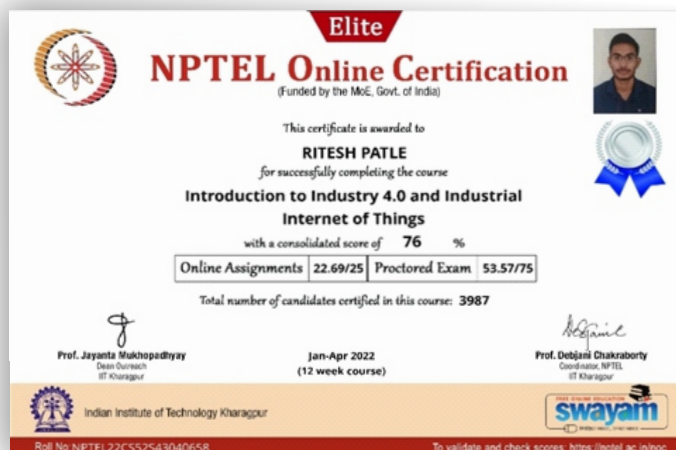 Elite
NPTEL Online Certification
(Funded by the MoE, Govt. of India)
This certificate is awarded to
RITESH PATLE
for successfully completing the course
Introduction to Industry 4.0 and Industrial
Internet of Things
with a consolidated score of 76 %
Online Assignments 22.69/25 Proctored Exam 53.57/75
Total number of candidates certified in this course: 3987
Prof. Jayanta Mukhopadhyay
Dean Outreach
IIT Kharagpur
Jan-Apr 2022
(12 week course)
Prof. Debjani Chakraborty
Coordinator, NPTEL
IIT Kharagpur
Indian Institute of Technology Kharagpur
FREE ONLINE EDUCATION
swayam
Roll No: NPTEL22CS52S43040658
To validate and check scores: https://nptel.ac.in/noc